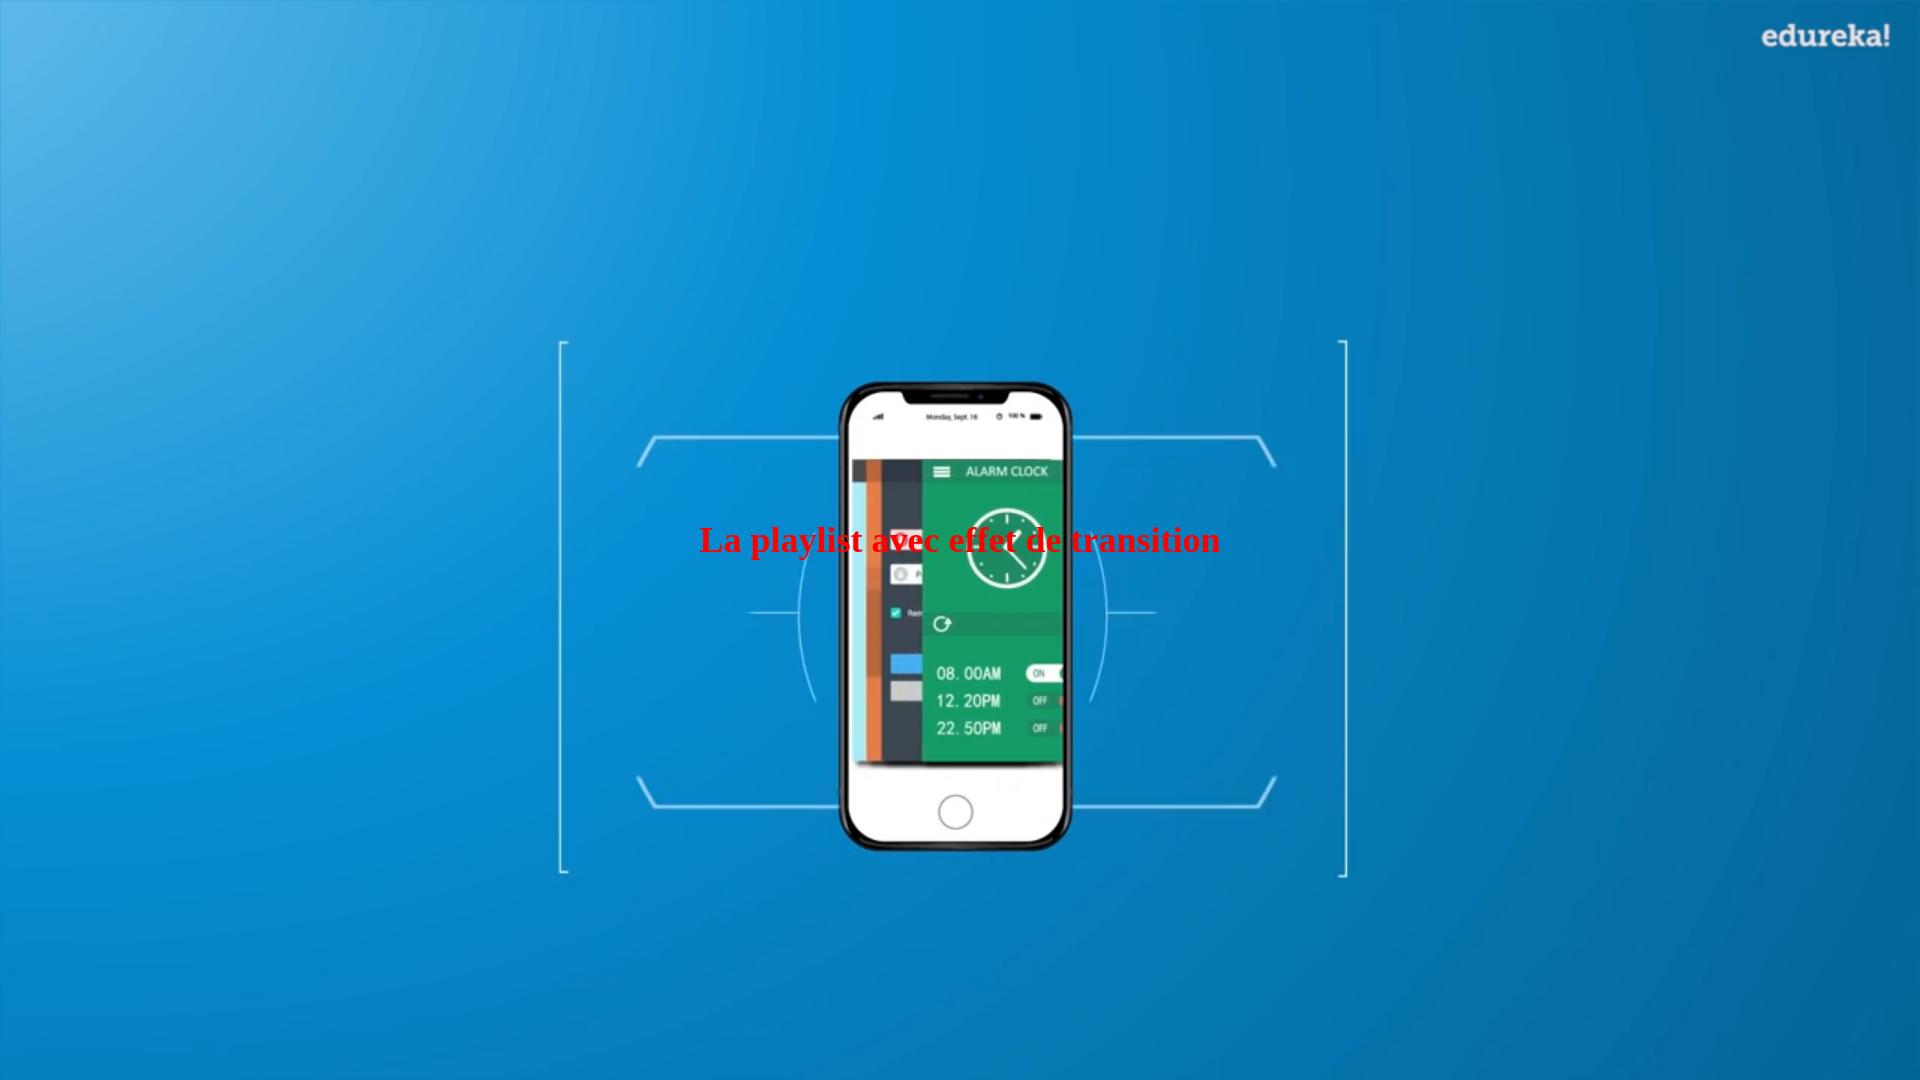 edureka!
Monday, Sept. 18 100 %
ALARM CLOCK
La playlist avec effet de transition
08. 00AM ON
12. 20PM OFF
22. 50PM OFF